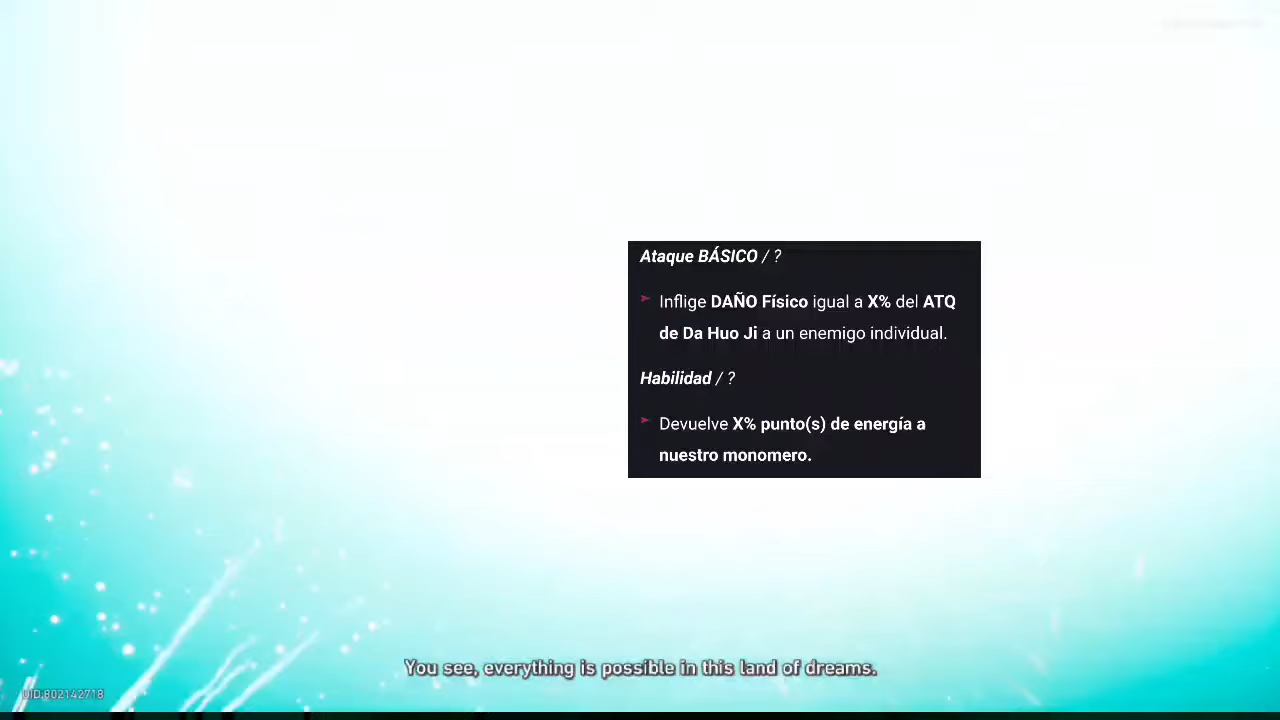 Ataque BÁSICO / ?
Inflige DAÑO Físico igual a X% del ATQ
de Da Huo Ji a un enemigo individual.
Habilidad / ?
Devuelve X% punto(s) de energía a
nuestro monomero.
You see, everything is possible in this land of dreams.
UID:802142718